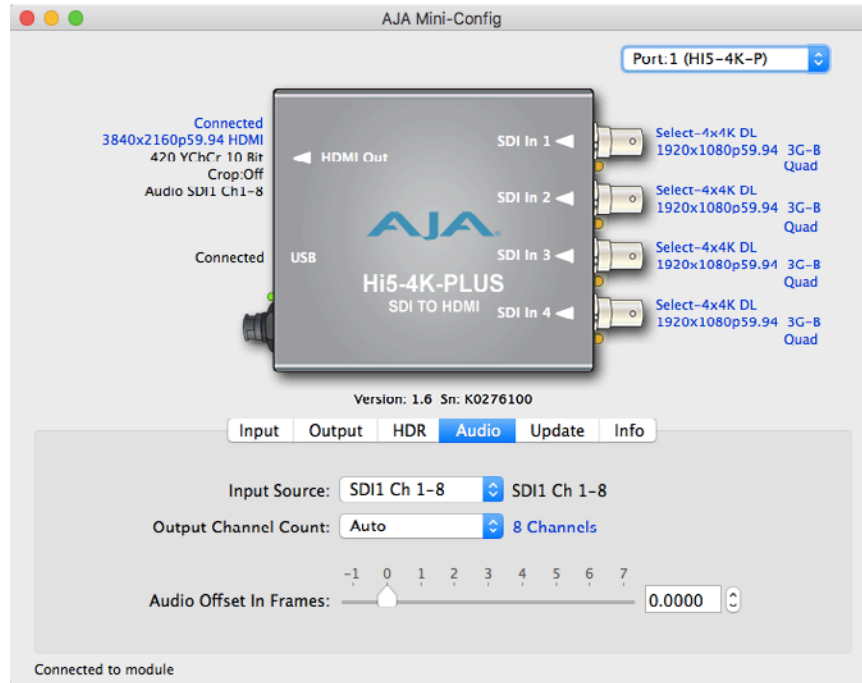 AJA Mini-Config
Port:1 (HI5-4K-P)
Connected
3840x2160p59.94 HDMI
420 YCbCr 10 Bit
Crop:Off
Audio SDI1 Ch1-8
Connected
HDMI Out
USB
AJA
Hi5-4K-PLUS
SDI TO HDMI
SDI In 1
SDI In 2
SDI In 3
SDI In 4
Select-4x4K DL
1920x1080p59.94 3G-B
Quad
Select-4x4K DL
1920x1080p59.94 3G-B
Quad
Select-4x4K DL
1920x1080p59.94 3G-B
Quad
Select-4x4K DL
1920x1080p59.94 3G-B
Quad
Version: 1.6 Sn: K0276100
Input Output HDR Audio Update Info
Input Source: SDI1 Ch 1-8 SDI1 Ch 1-8
Output Channel Count: Auto 8 Channels
-1 0 1 2 3 4 5 6 7
Audio Offset In Frames: 0.0000
Connected to module